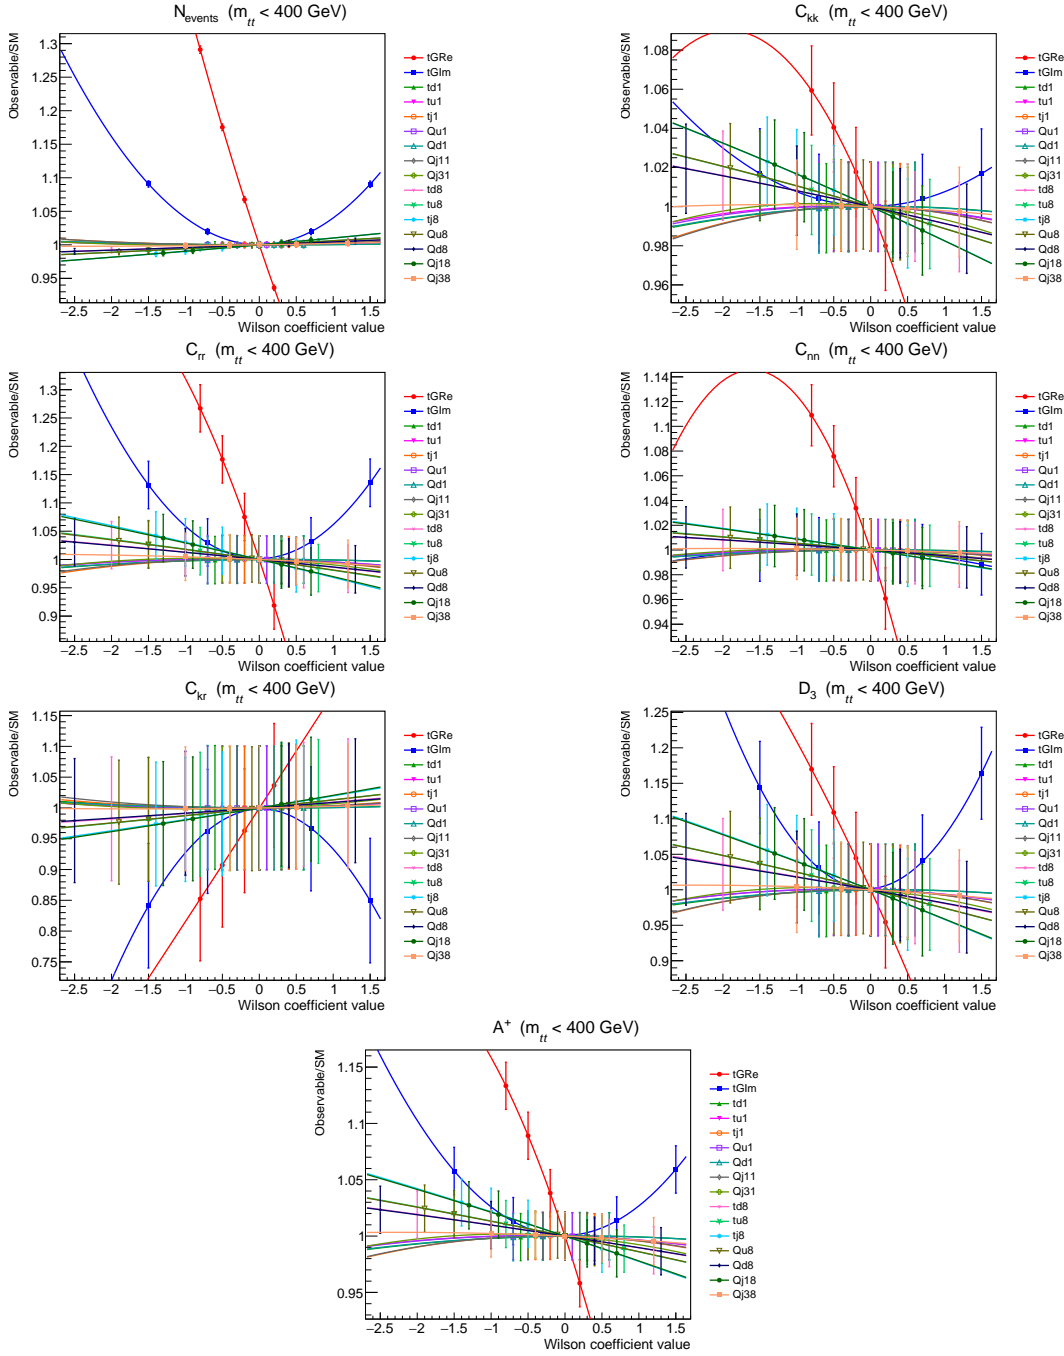 N_events (m_tt < 400 GeV)
Observable/SM
1.3
1.25
1.2
1.15
1.1
1.05
1
0.95
−2.5 −2 −1.5 −1 −0.5 0 0.5 1 1.5
Wilson coefficient value
tGRe
tGIm
td1
tu1
tj1
Qu1
Qd1
Qj11
Qj31
td8
tu8
tj8
Qu8
Qd8
Qj18
Qj38
C_kk (m_tt < 400 GeV)
Observable/SM
1.08
1.06
1.04
1.02
1
0.98
0.96
−2.5 −2 −1.5 −1 −0.5 0 0.5 1 1.5
Wilson coefficient value
tGRe
tGIm
td1
tu1
tj1
Qu1
Qd1
Qj11
Qj31
td8
tu8
tj8
Qu8
Qd8
Qj18
Qj38
C_rr (m_tt < 400 GeV)
Observable/SM
1.3
1.2
1.1
1.05
1
0.95
0.9
−2.5 −2 −1.5 −1 −0.5 0 0.5 1 1.5
Wilson coefficient value
tGRe
tGIm
td1
tu1
tj1
Qu1
Qd1
Qj11
Qj31
td8
tu8
tj8
Qu8
Qd8
Qj18
Qj38
C_nn (m_tt < 400 GeV)
Observable/SM
1.14
1.12
1.1
1.08
1.06
1.04
1.02
1
0.98
0.96
0.94
−2.5 −2 −1.5 −1 −0.5 0 0.5 1 1.5
Wilson coefficient value
tGRe
tGIm
td1
tu1
tj1
Qu1
Qd1
Qj11
Qj31
td8
tu8
tj8
Qu8
Qd8
Qj18
Qj38
C_kr (m_tt < 400 GeV)
Observable/SM
1.15
1.1
1.05
1
0.95
0.9
0.85
0.8
0.75
−2.5 −2 −1.5 −1 −0.5 0 0.5 1 1.5
Wilson coefficient value
tGRe
tGIm
td1
tu1
tj1
Qu1
Qd1
Qj11
Qj31
td8
tu8
tj8
Qu8
Qd8
Qj18
Qj38
D_3 (m_tt < 400 GeV)
Observable/SM
1.25
1.2
1.15
1.1
1.05
1
0.95
0.9
−2.5 −2 −1.5 −1 −0.5 0 0.5 1 1.5
Wilson coefficient value
tGRe
tGIm
td1
tu1
tj1
Qu1
Qd1
Qj11
Qj31
td8
tu8
tj8
Qu8
Qd8
Qj18
Qj38
A^+ (m_tt < 400 GeV)
Observable/SM
1.15
1.1
1.05
1
0.95
−2.5 −2 −1.5 −1 −0.5 0 0.5 1 1.5
Wilson coefficient value
tGRe
tGIm
td1
tu1
tj1
Qu1
Qd1
Qj11
Qj31
td8
tu8
tj8
Qu8
Qd8
Qj18
Qj38